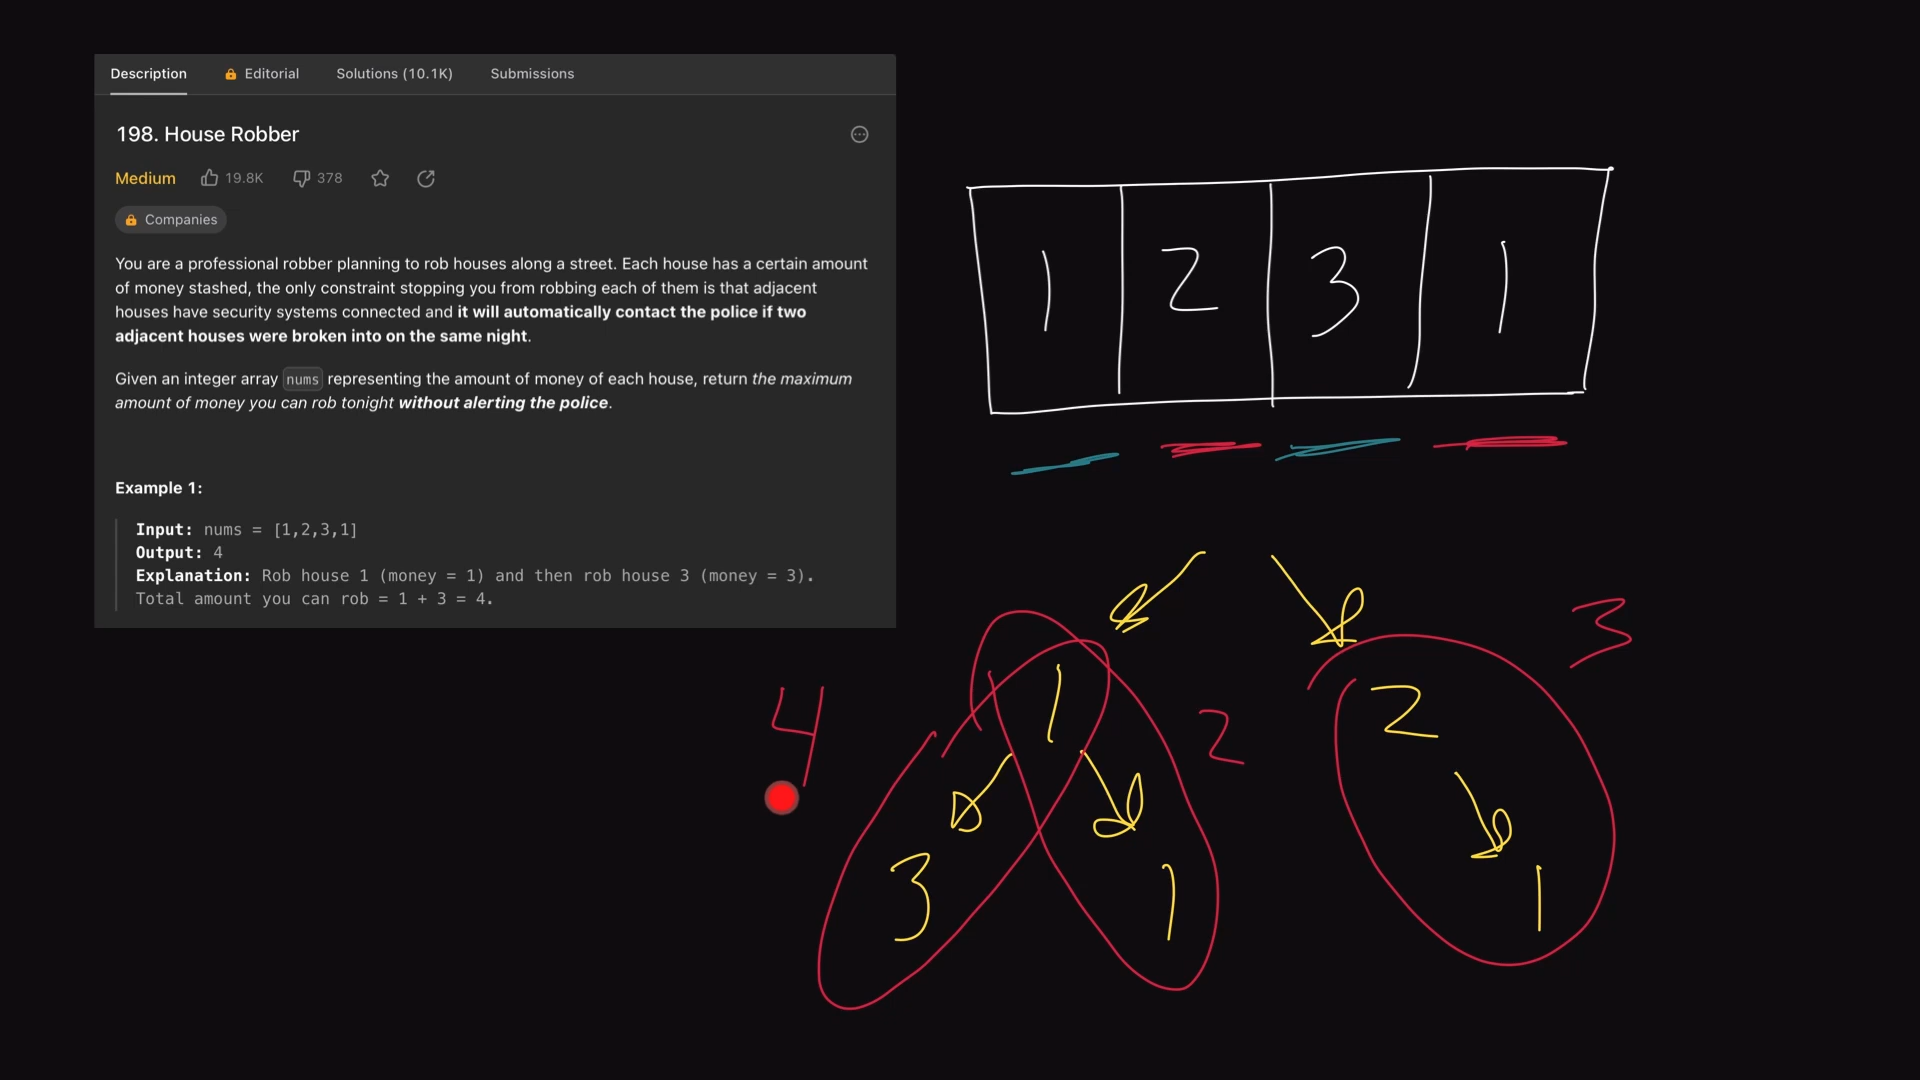 Description Editorial Solutions (10.1K) Submissions
198. House Robber
Medium 19.8K 378
Companies
You are a professional robber planning to rob houses along a street. Each house has a certain amount
of money stashed, the only constraint stopping you from robbing each of them is that adjacent
houses have security systems connected and it will automatically contact the police if two
adjacent houses were broken into on the same night.
Given an integer array nums representing the amount of money of each house, return the maximum
amount of money you can rob tonight without alerting the police.
Example 1:
Input: nums = [1,2,3,1]
Output: 4
Explanation: Rob house 1 (money = 1) and then rob house 3 (money = 3).
Total amount you can rob = 1 + 3 = 4.
1 2 3 1
3
4 1 2 2
3 1 1